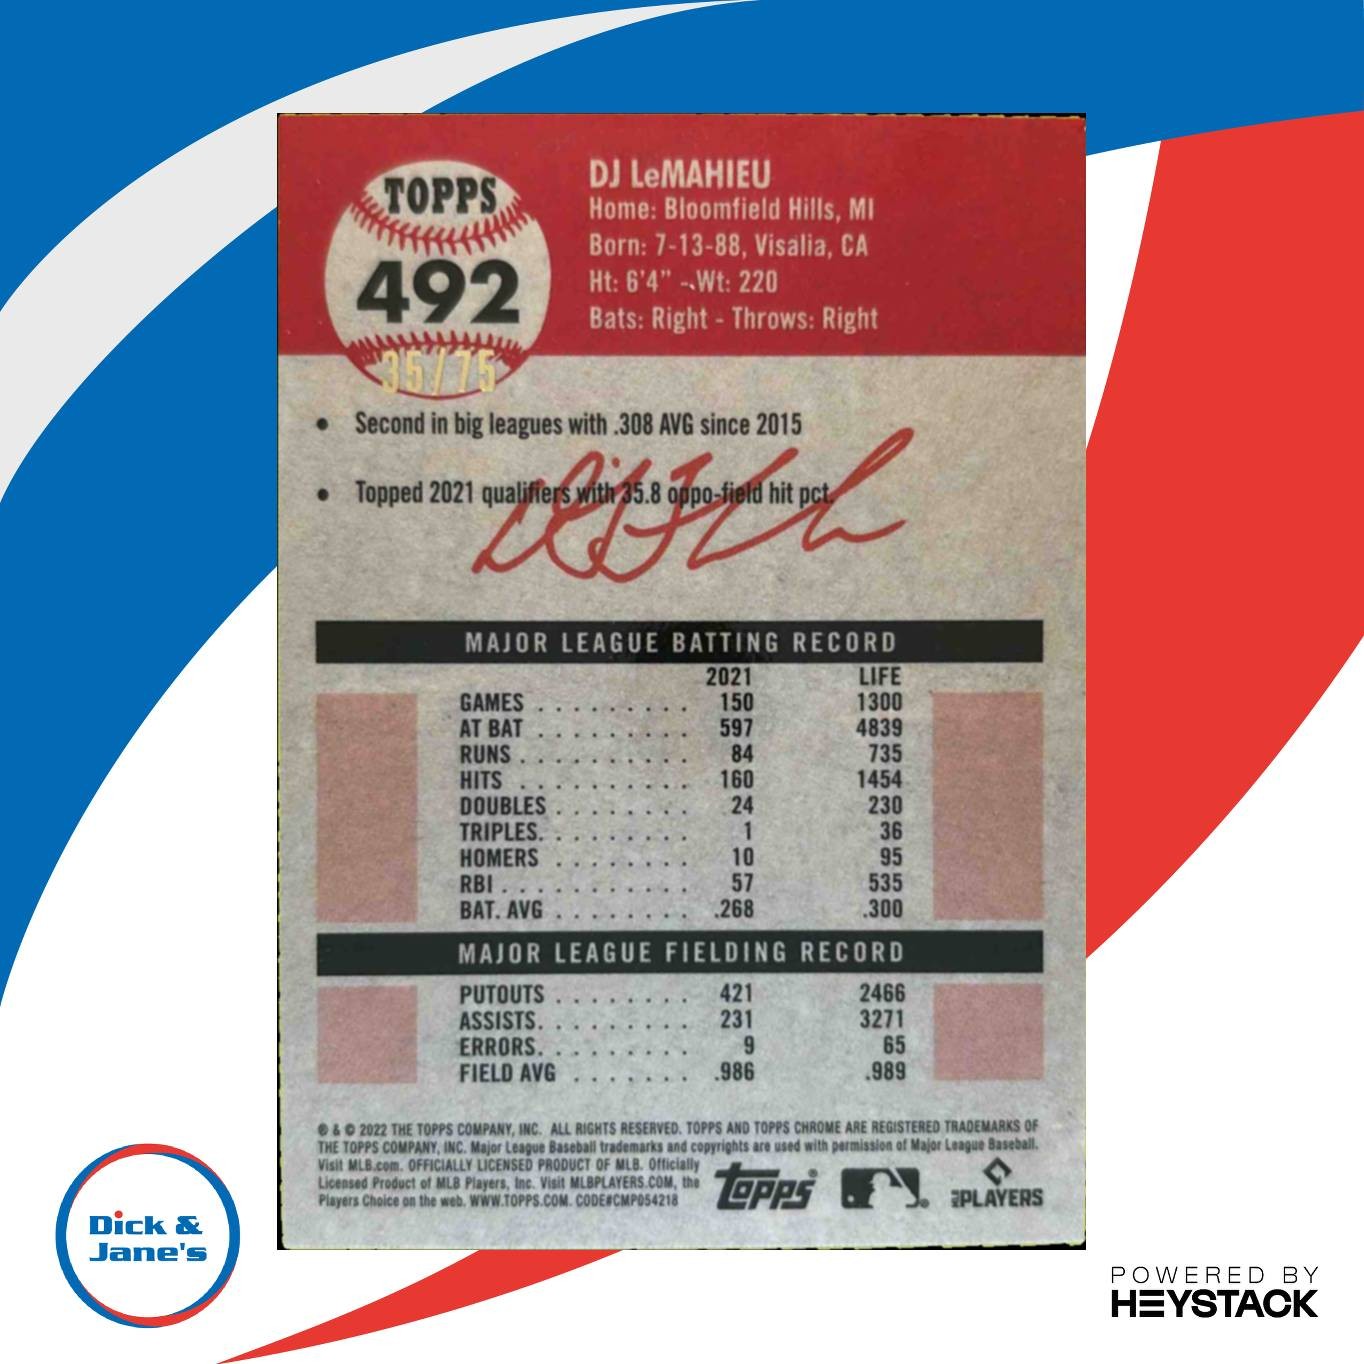 TOPPS
492
35/75
DJ LeMAHIEU
Home: Bloomfield Hills, MI
Born: 7-13-88, Visalia, CA
Ht: 6'4" - Wt: 220
Bats: Right - Throws: Right
• Second in big leagues with .308 AVG since 2015
• Topped 2021 qualifiers with 35.8 oppo-field hit pct.
MAJOR LEAGUE BATTING RECORD
2021 LIFE
GAMES . . . . . . . . . 150 1300
AT BAT . . . . . . . . . 597 4839
RUNS . . . . . . . . . . 84 735
HITS . . . . . . . . . . 160 1454
DOUBLES . . . . . . . . 24 230
TRIPLES. . . . . . . . . 1 36
HOMERS . . . . . . . . 10 95
RBI . . . . . . . . . . . 57 535
BAT. AVG . . . . . . . . .268 .300
MAJOR LEAGUE FIELDING RECORD
PUTOUTS . . . . . . . . 421 2466
ASSISTS. . . . . . . . . 231 3271
ERRORS. . . . . . . . . 9 65
FIELD AVG . . . . . . . .986 .989
® & © 2022 THE TOPPS COMPANY, INC. ALL RIGHTS RESERVED. TOPPS AND TOPPS CHROME ARE REGISTERED TRADEMARKS OF
THE TOPPS COMPANY, INC. Major League Baseball trademarks and copyrights are used with permission of Major League Baseball.
Visit MLB.com. OFFICIALLY LICENSED PRODUCT OF MLB. Officially
Licensed Product of MLB Players, Inc. Visit MLBPLAYERS.COM, the
Players Choice on the web. WWW.TOPPS.COM. CODE#CMP054218
topps®
MLB PLAYERS
Dick &
Jane's
POWERED BY
HEYSTACK